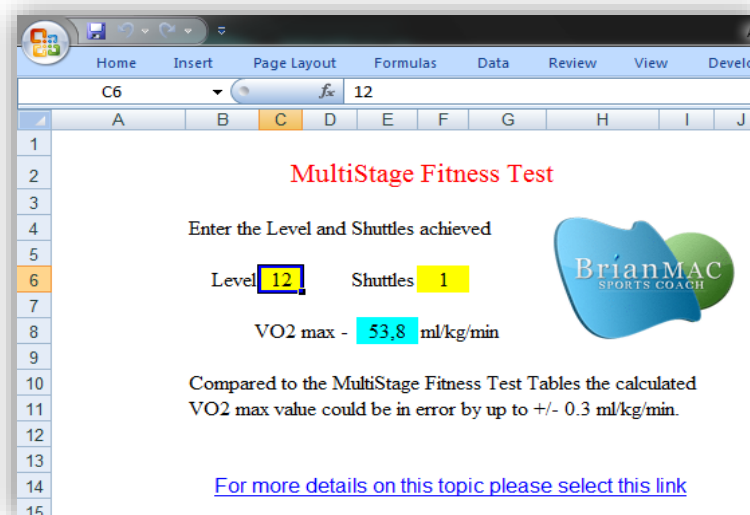 Home Insert Page Layout Formulas Data Review View Develo
C6 fx 12
A B C D E F G H I J
1
2 MultiStage Fitness Test
3
4 Enter the Level and Shuttles achieved
5
6 Level 12 Shuttles 1
BrianMAC
SPORTS COACH
7
8 VO2 max - 53,8 ml/kg/min
9
10 Compared to the MultiStage Fitness Test Tables the calculated
11 VO2 max value could be in error by up to +/- 0.3 ml/kg/min.
12
13
14 For more details on this topic please select this link
15